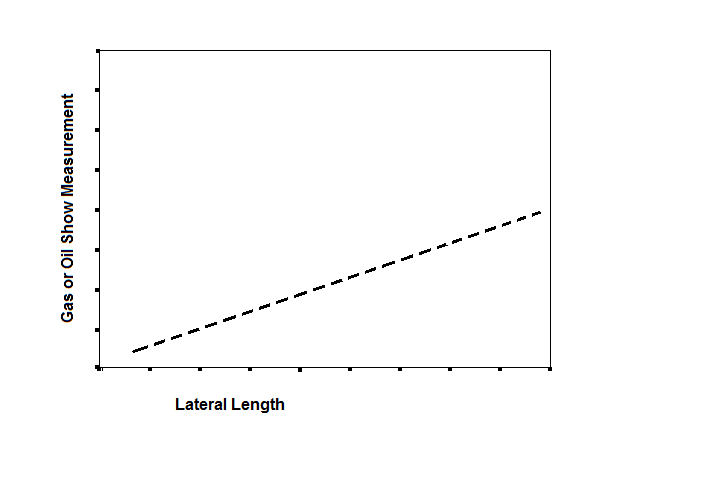 Gas or Oil Show Measurement
Lateral Length